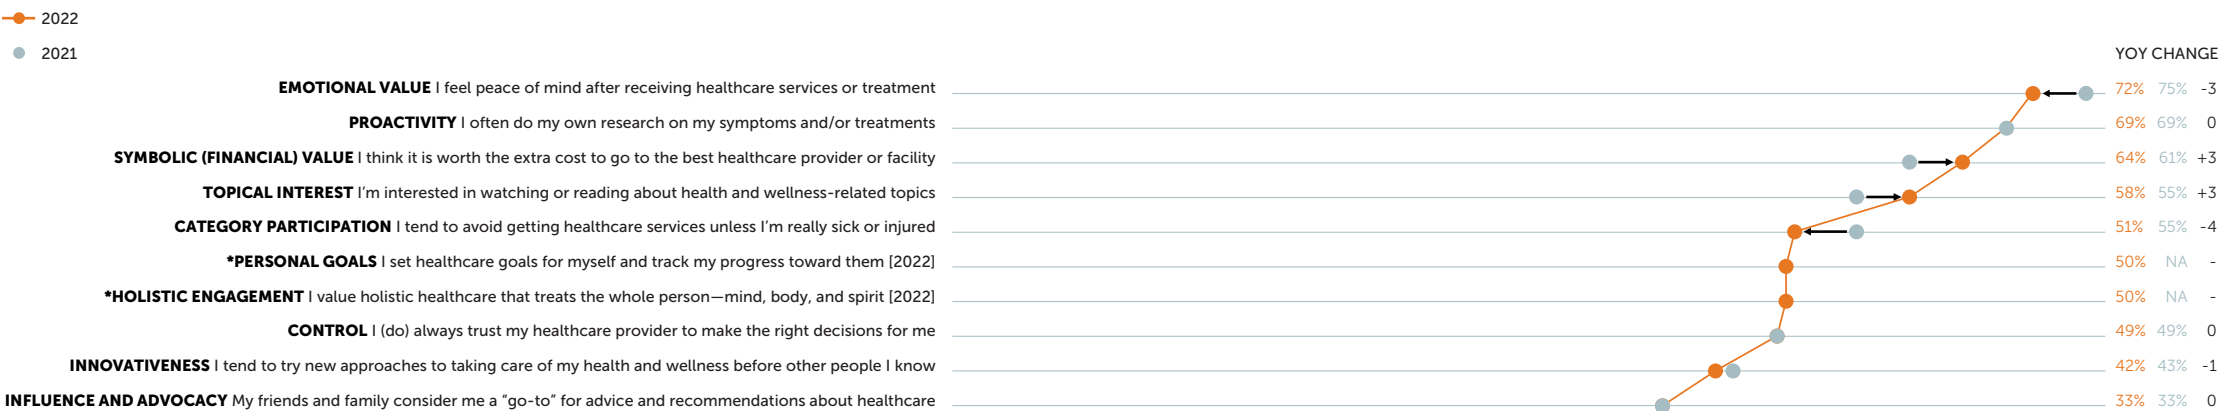 2022
2021
YOY CHANGE
EMOTIONAL VALUE I feel peace of mind after receiving healthcare services or treatment 72% 75% -3
PROACTIVITY I often do my own research on my symptoms and/or treatments 69% 69% 0
SYMBOLIC (FINANCIAL) VALUE I think it is worth the extra cost to go to the best healthcare provider or facility 64% 61% +3
TOPICAL INTEREST I'm interested in watching or reading about health and wellness-related topics 58% 55% +3
CATEGORY PARTICIPATION I tend to avoid getting healthcare services unless I'm really sick or injured 51% 55% -4
*PERSONAL GOALS I set healthcare goals for myself and track my progress toward them [2022] 50% NA -
*HOLISTIC ENGAGEMENT I value holistic healthcare that treats the whole person—mind, body, and spirit [2022] 50% NA -
CONTROL I (do) always trust my healthcare provider to make the right decisions for me 49% 49% 0
INNOVATIVENESS I tend to try new approaches to taking care of my health and wellness before other people I know 42% 43% -1
INFLUENCE AND ADVOCACY My friends and family consider me a “go-to” for advice and recommendations about healthcare 33% 33% 0